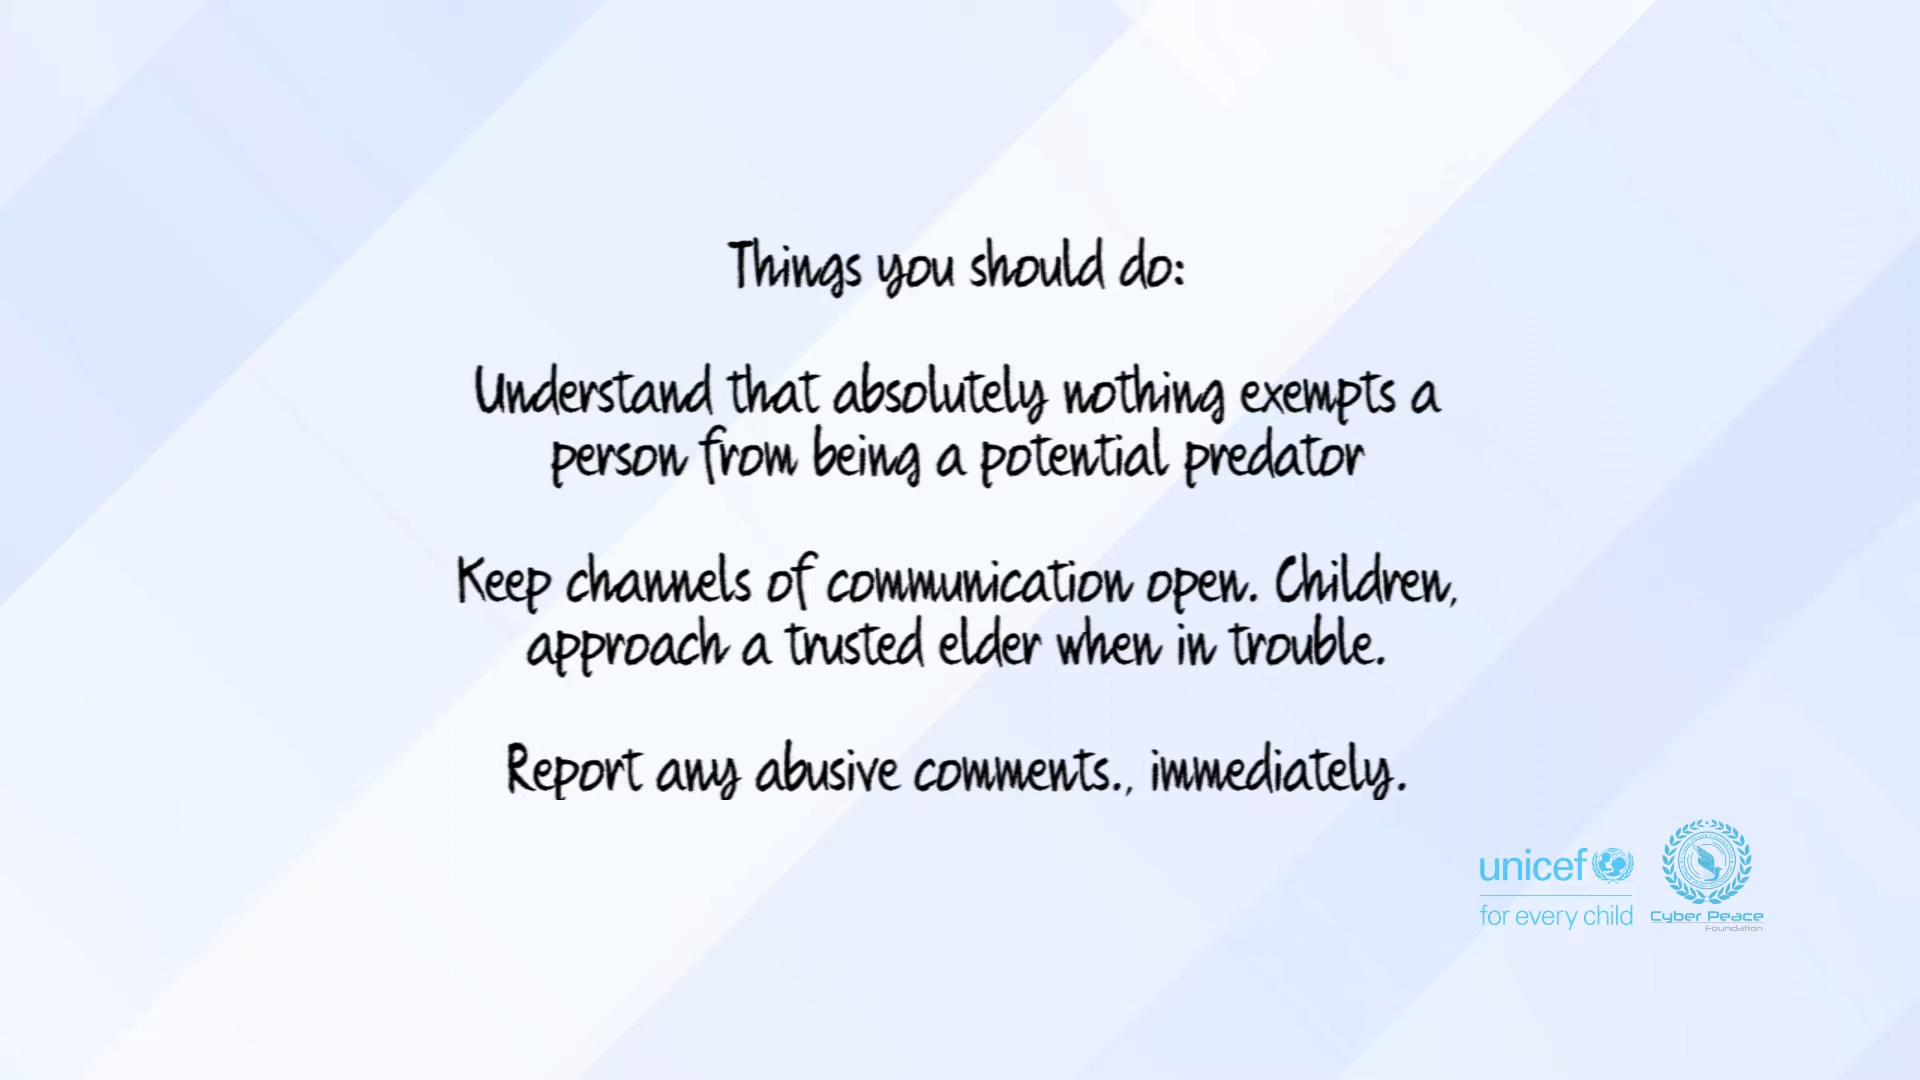 Things you should do:
Understand that absolutely nothing exempts a
person from being a potential predator
Keep channels of communication open. Children,
approach a trusted elder when in trouble.
Report any abusive comments., immediately.
unicef
for every child
Cyber Peace
Foundation